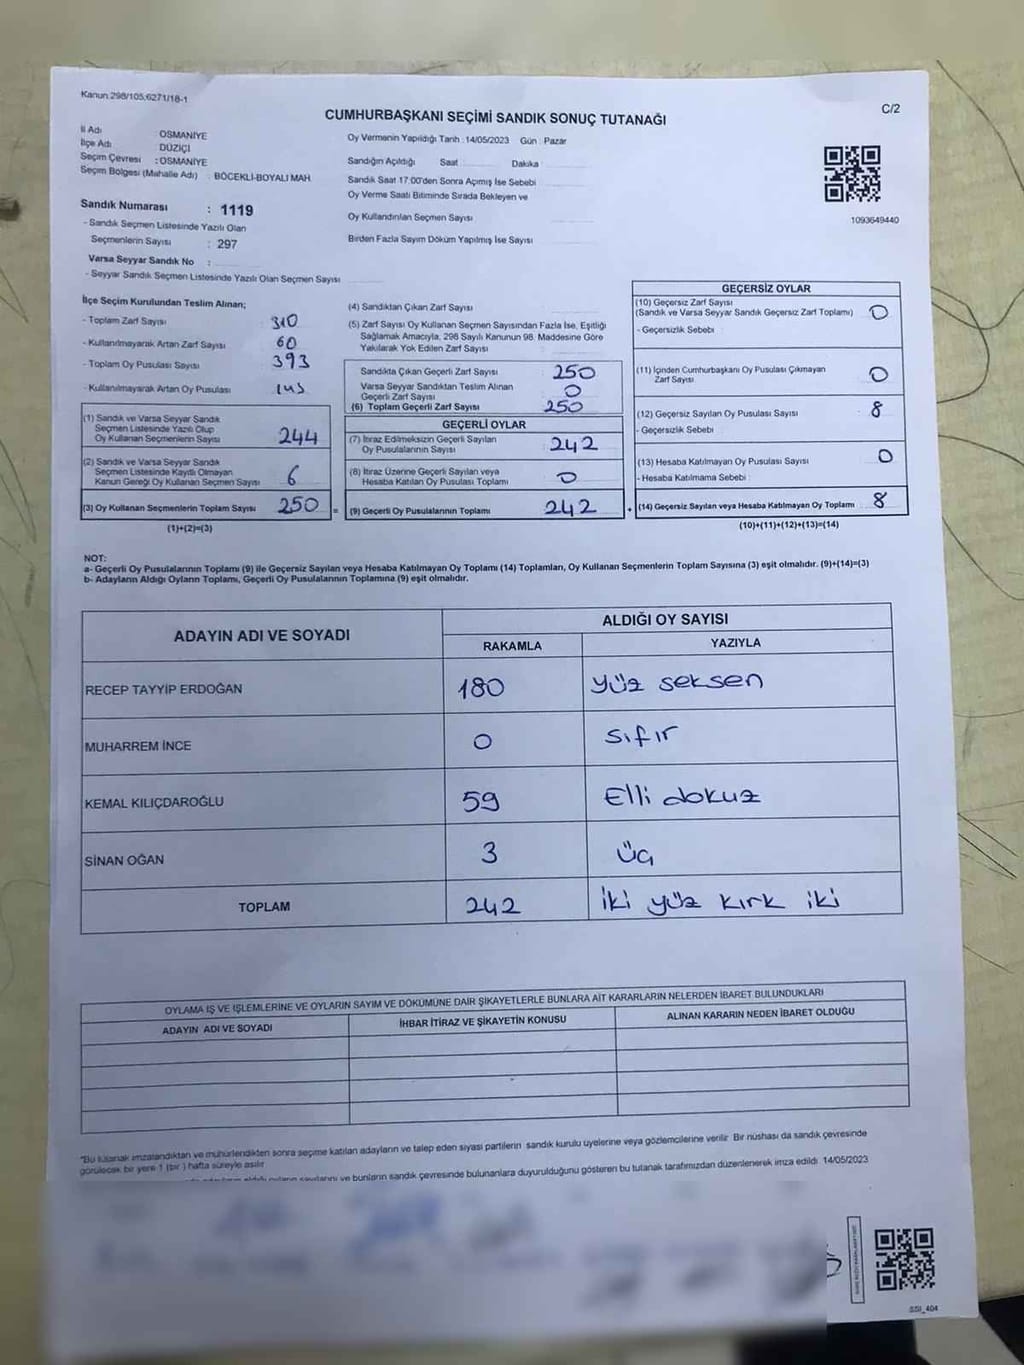 Kanun 298/105,6271/18-1
C/2
CUMHURBAŞKANI SEÇİMİ SANDIK SONUÇ TUTANAĞI
İl Adı OSMANİYE
İlçe Adı DÜZİÇİ
Seçim Çevresi : OSMANİYE
Seçim Bölgesi (Mahalle Adı) : BÖCEKLİ-BOYALI MAH.
Sandık Numarası : 1119
- Sandık Seçmen Listesinde Yazılı Olan
Seçmenlerin Sayısı : 297
Varsa Seyyar Sandık No :
- Seyyar Sandık Seçmen Listesinde Yazılı Olan Seçmen Sayısı
Oy Vermenin Yapıldığı Tarih : 14/05/2023 Gün : Pazar
Sandığın Açıldığı Saat Dakika
Sandık Saat 17:00'den Sonra Açımış İse Sebebi
Oy Verme Saati Bitiminde Sırada Bekleyen ve
Oy Kullandırılan Seçmen Sayısı
Birden Fazla Sayım Döküm Yapılmış İse Sayısı
1093649440
İlçe Seçim Kurulundan Teslim Alınan;
- Toplam Zarf Sayısı : 310
- Kullanılmayarak Artan Zarf Sayısı : 60
- Toplam Oy Pusulası Sayısı : 393
- Kullanılmayarak Artan Oy Pusulası
(1) Sandık ve Varsa Seyyar Sandık
Seçmen Listesinde Yazılı Olup
Oy Kullanan Seçmenlerin Sayısı 244
(2) Sandık ve Varsa Seyyar Sandık
Seçmen Listesinde Kayıtlı Olmayan
Kanun Gereği Oy Kullanan Seçmen Sayısı 6
(3) Oy Kullanan Seçmenlerin Toplam Sayısı 250
(1)+(2)=(3)
(4) Sandıktan Çıkan Zarf Sayısı
(5) Zarf Sayısı Oy Kullanan Seçmen Sayısından Fazla İse, Eşitliği
Sağlamak Amacıyla, 298 Sayılı Kanunun 98. Maddesine Göre
Yakılarak Yok Edilen Zarf Sayısı
Sandıkta Çıkan Geçerli Zarf Sayısı 250
Varsa Seyyar Sandıktan Teslim Alınan
Geçerli Zarf Sayısı 0
(6) Toplam Geçerli Zarf Sayısı 250
GEÇERLİ OYLAR
(7) İtiraz Edilmeksizin Geçerli Sayılan
Oy Pusulalarının Sayısı 242
(8) İtiraz Üzerine Geçerli Sayılan veya
Hesaba Katılan Oy Pusulası Toplamı 0
= (9) Geçerli Oy Pusulalarının Toplamı 242
GEÇERSİZ OYLAR
(10) Geçersiz Zarf Sayısı
(Sandık ve Varsa Seyyar Sandık Geçersiz Zarf Toplamı) 0
- Geçersizlik Sebebi :
(11) İçinden Cumhurbaşkanı Oy Pusulası Çıkmayan
Zarf Sayısı 0
(12) Geçersiz Sayılan Oy Pusulası Sayısı : 8
- Geçersizlik Sebebi
(13) Hesaba Katılmayan Oy Pusulası Sayısı 0
- Hesaba Katılmama Sebebi :
+ (14) Geçersiz Sayılan veya Hesaba Katılmayan Oy Toplamı 8
(10)+(11)+(12)+(13)=(14)
NOT:
a- Geçerli Oy Pusulalarının Toplamı (9) ile Geçersiz Sayılan veya Hesaba Katılmayan Oy Toplamı (14) Toplamları, Oy Kullanan Seçmenlerin Toplam Sayısına (3) eşit olmalıdır. (9)+(14)=(3)
b- Adayların Aldığı Oyların Toplamı, Geçerli Oy Pusulalarının Toplamına (9) eşit olmalıdır.
ADAYIN ADI VE SOYADI
ALDIĞI OY SAYISI
RAKAMLA YAZIYLA
RECEP TAYYİP ERDOĞAN 180 yüz seksen
MUHARREM İNCE 0 sıfır
KEMAL KILIÇDAROĞLU 59 Elli dokuz
SİNAN OĞAN 3 üç
TOPLAM 242 İki yüz kırk iki
OYLAMA İŞ VE İŞLEMLERİNE VE OYLARIN SAYIM VE DÖKÜMÜNE DAİR ŞİKAYETLERLE BUNLARA AİT KARARLARIN NELERDEN İBARET BULUNDUKLARI
ADAYIN ADI VE SOYADI İHBAR İTİRAZ VE ŞİKAYETİN KONUSU ALINAN KARARIN NEDEN İBARET OLDUĞU
*Bu tutanak imzalandıktan ve mühürlendikten sonra seçime katılan adayların ve talep eden siyasi partilerin sandık kurulu üyelerine veya gözlemcilerine verilir. Bir nüshası da sandık çevresinde
görülecek bir yere 1 (bir ) hafta süreyle asılır.
ve bunların sandık çevresinde bulunanlara duyurulduğunu gösteren bu tutanak tarafımızdan düzenlenerek imza edildi. 14/05/2023
SSI_404